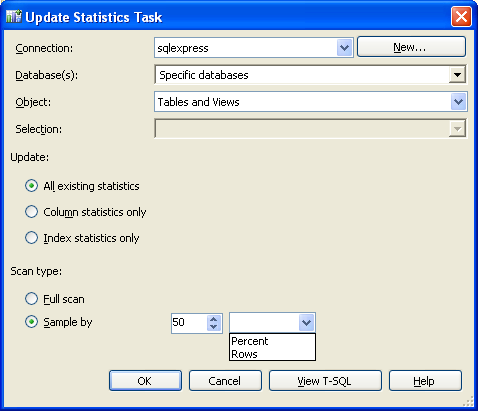 Update Statistics Task
Connection: sqlexpress New...
Database(s): Specific databases
Object: Tables and Views
Selection:
Update:
All existing statistics
Column statistics only
Index statistics only
Scan type:
Full scan
Sample by 50
Percent
Rows
OK Cancel View T-SQL Help